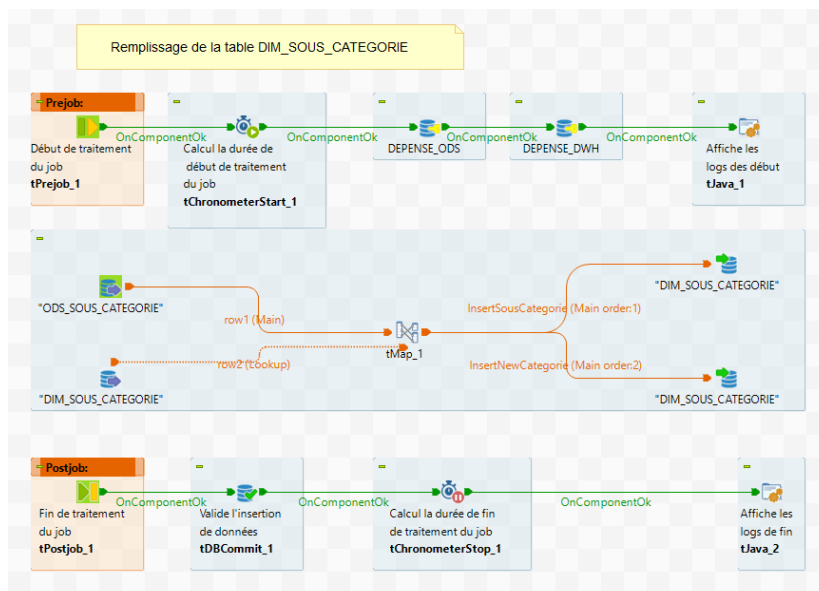 Remplissage de la table DIM_SOUS_CATEGORIE
Prejob:
OnComponentOk
OnComponentOk
OnComponentOk
OnComponentOk
Début de traitement
du job
tPrejob_1
Calcul la durée de
début de traitement
du job
tChronometerStart_1
DEPENSE_ODS
DEPENSE_DWH
Affiche les
logs des début
tJava_1
"ODS_SOUS_CATEGORIE"
row1 (Main)
row2 (Lookup)
"DIM_SOUS_CATEGORIE"
tMap_1
InsertSousCategorie (Main order:1)
"DIM_SOUS_CATEGORIE"
InsertNewCategorie (Main order:2)
"DIM_SOUS_CATEGORIE"
Postjob:
OnComponentOk
OnComponentOk
OnComponentOk
Fin de traitement
du job
tPostjob_1
Valide l'insertion
de données
tDBCommit_1
Calcul la durée de fin
de traitement du job
tChronometerStop_1
Affiche les
logs de fin
tJava_2